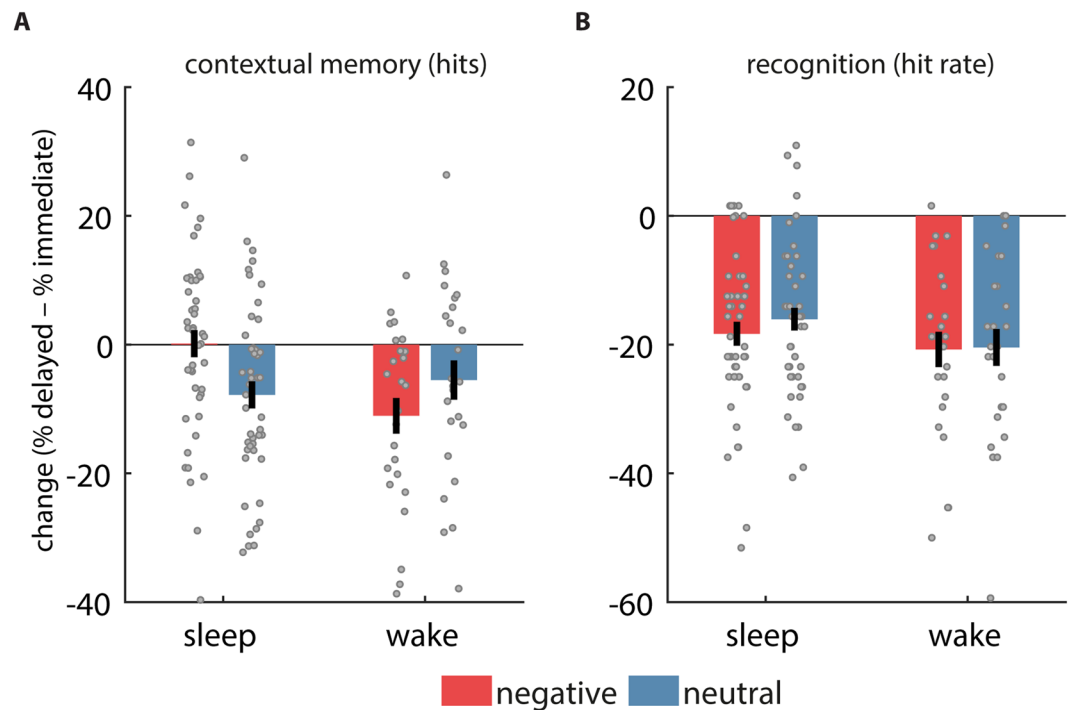 A
contextual memory (hits)
change (% delayed – % immediate)
40
20
0
-20
-40
sleep
wake
B
recognition (hit rate)
20
0
-20
-40
-60
sleep
wake
negative
neutral